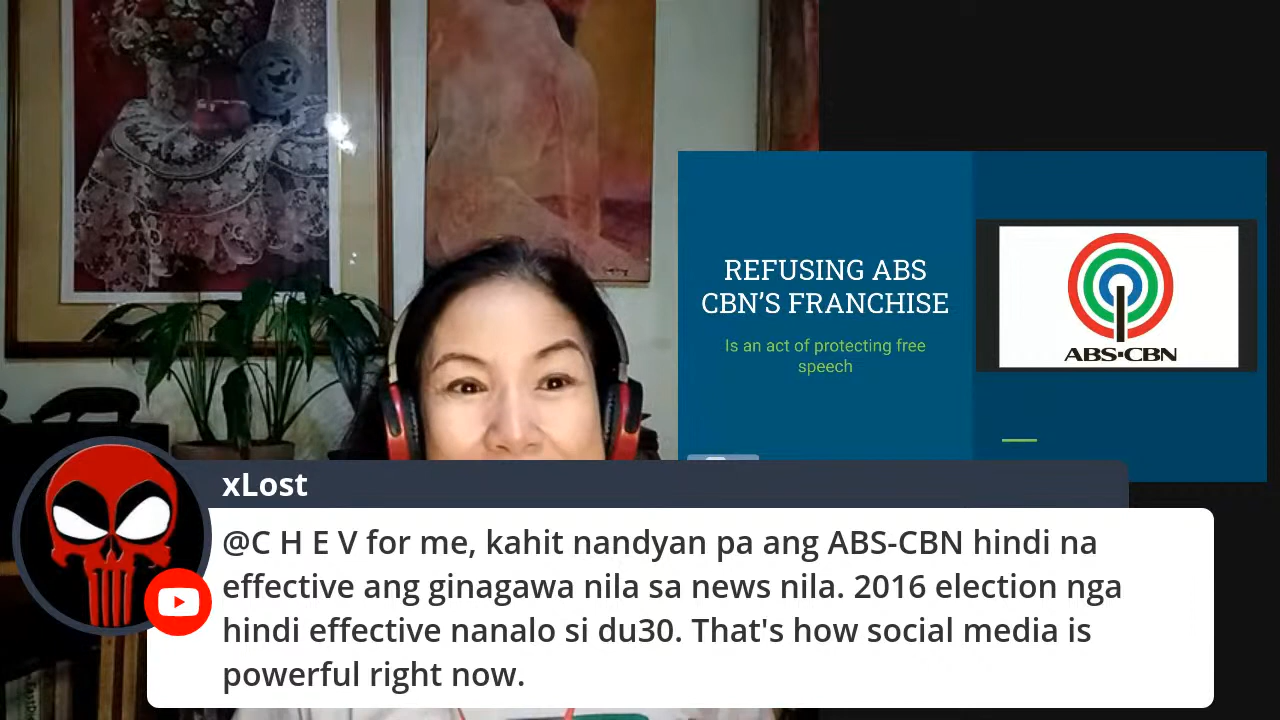 REFUSING ABS
CBN'S FRANCHISE
Is an act of protecting free
speech
ABS-CBN
xLost
@C H E V for me, kahit nandyan pa ang ABS-CBN hindi na
effective ang ginagawa nila sa news nila. 2016 election nga
hindi effective nanalo si du30. That's how social media is
powerful right now.